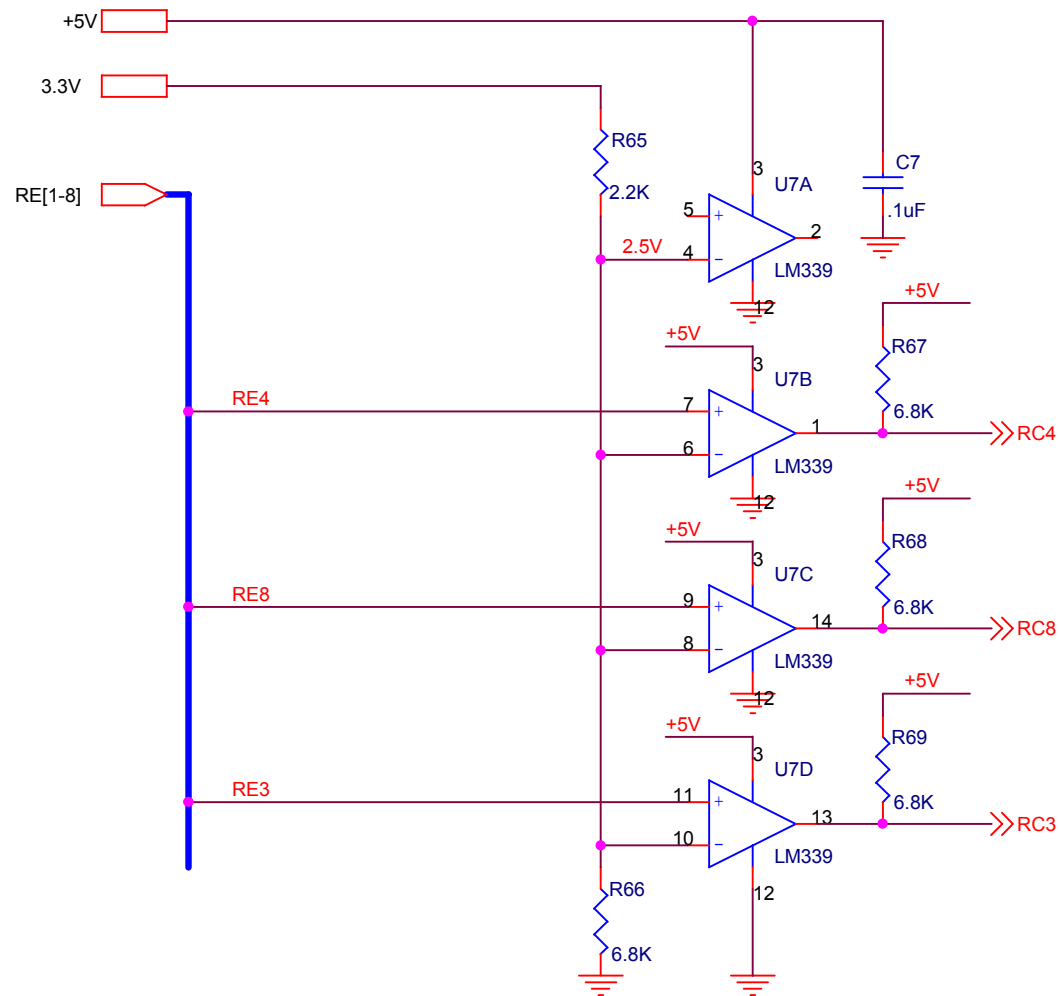 +5V
3.3V
RE[1-8]
R65
2.2K
2.5V
3
U7A
5
+
4
−
2
LM339
12
C7
.1uF
+5V
R67
6.8K
+5V
3
U7B
RE4
7
+
6
−
1
RC4
LM339
12
+5V
R68
6.8K
+5V
3
U7C
RE8
9
+
8
−
14
RC8
LM339
12
+5V
R69
6.8K
+5V
3
U7D
RE3
11
+
10
−
13
RC3
LM339
12
R66
6.8K